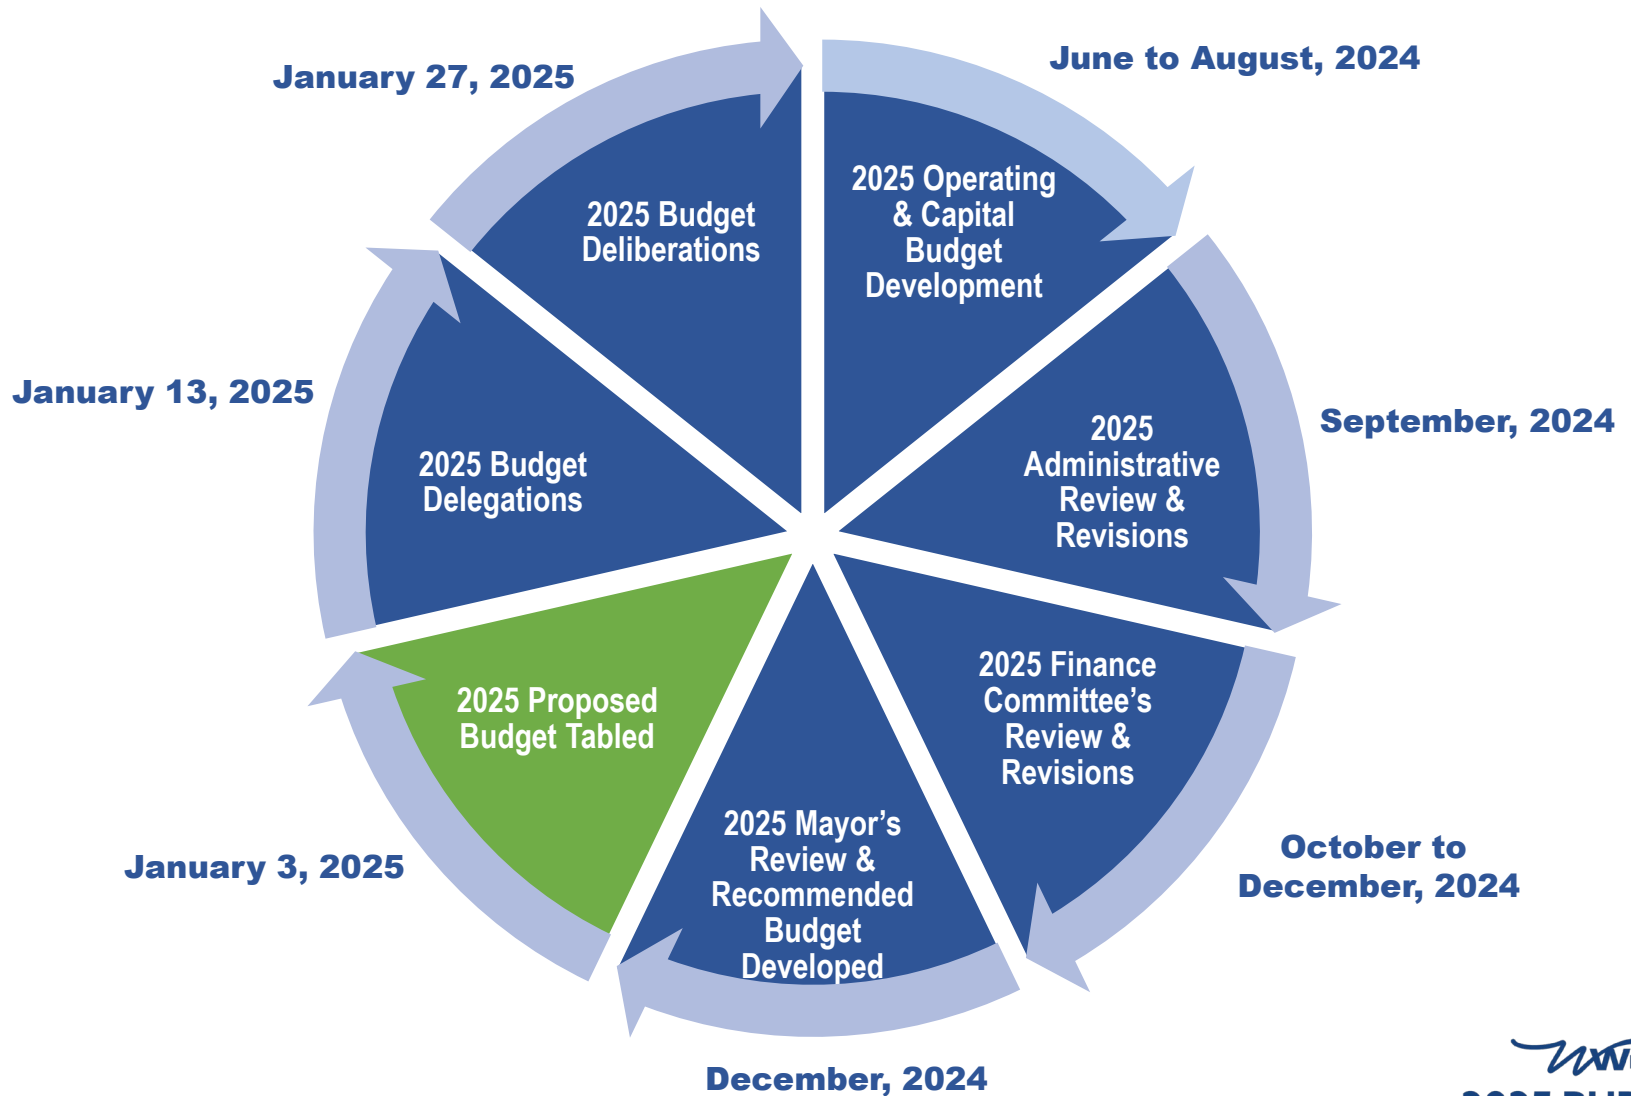 June to August, 2024
2025 Operating
& Capital
Budget
Development
September, 2024
2025
Administrative
Review &
Revisions
October to
December, 2024
2025 Finance
Committee’s
Review &
Revisions
December, 2024
2025 Mayor’s
Review &
Recommended
Budget
Developed
January 3, 2025
2025 Proposed
Budget Tabled
January 13, 2025
2025 Budget
Delegations
January 27, 2025
2025 Budget
Deliberations
2025